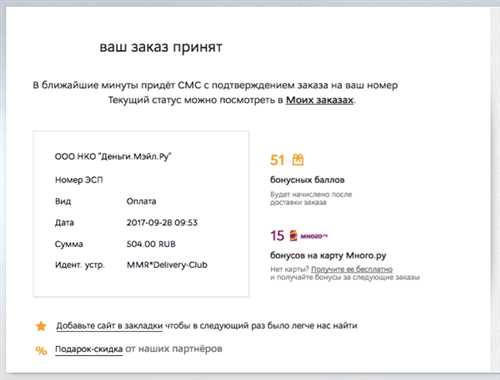 ваш заказ принят
В ближайшие минуты придёт СМС с подтверждением заказа на ваш номер
Текущий статус можно посмотреть в Моих заказах.
ООО НКО "Деньги.Мэйл.Ру"
Номер ЭСП
Вид Оплата
Дата 2017-09-28 09:53
Сумма 504.00 RUB
Идент. устр. MMR*Delivery-Club
51
бонусных баллов
Будет начислено после
доставки заказа
15 МНОГО.РУ
бонусов на карту Много.ру
Нет карты? Получите ее бесплатно
и получайте бонусы за следующие заказы
Добавьте сайт в закладки чтобы в следующий раз было легче нас найти
% Подарок-скидка от наших партнёров